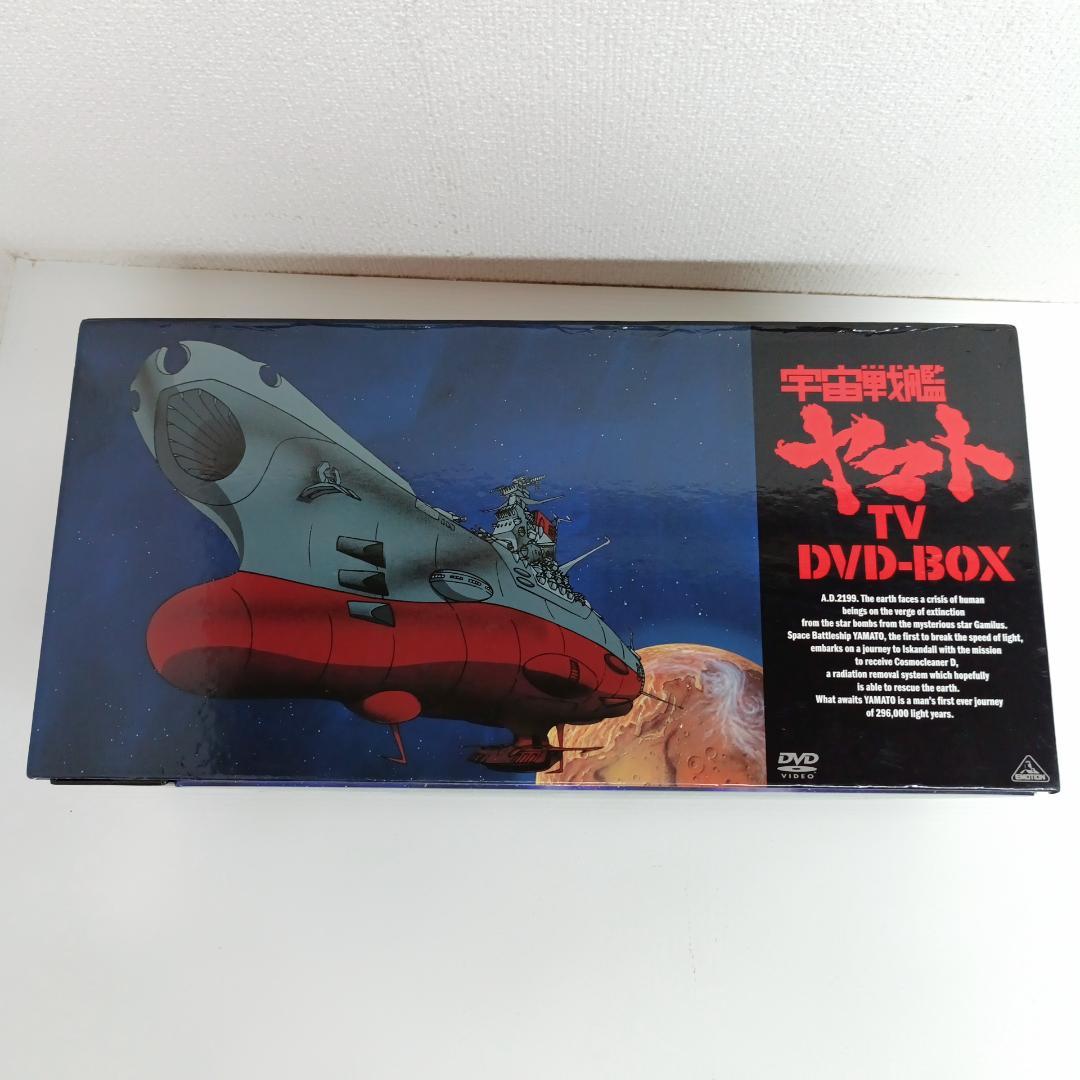 宇宙戦艦
ヤマト
TV
DVD-BOX
A.D.2199. The earth faces a crisis of human
beings on the verge of extinction
from the star bombs from the mysterious star Gamilus.
Space Battleship YAMATO, the first to break the speed of light,
embarks on a journey to Iskandall with the mission
to receive Cosmocleaner D,
a radiation removal system which hopefully
is able to rescue the earth.
What awaits YAMATO is a man's first ever journey
of 296,000 light years.
DVD
VIDEO
EMOTION